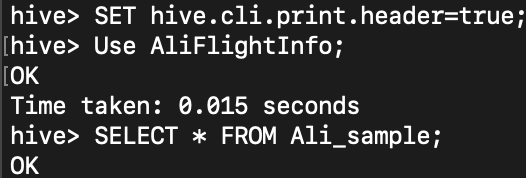 hive> SET hive.cli.print.header=true;
[hive> Use AliFlightInfo;
[OK
Time taken: 0.015 seconds
hive> SELECT * FROM Ali_sample;
OK